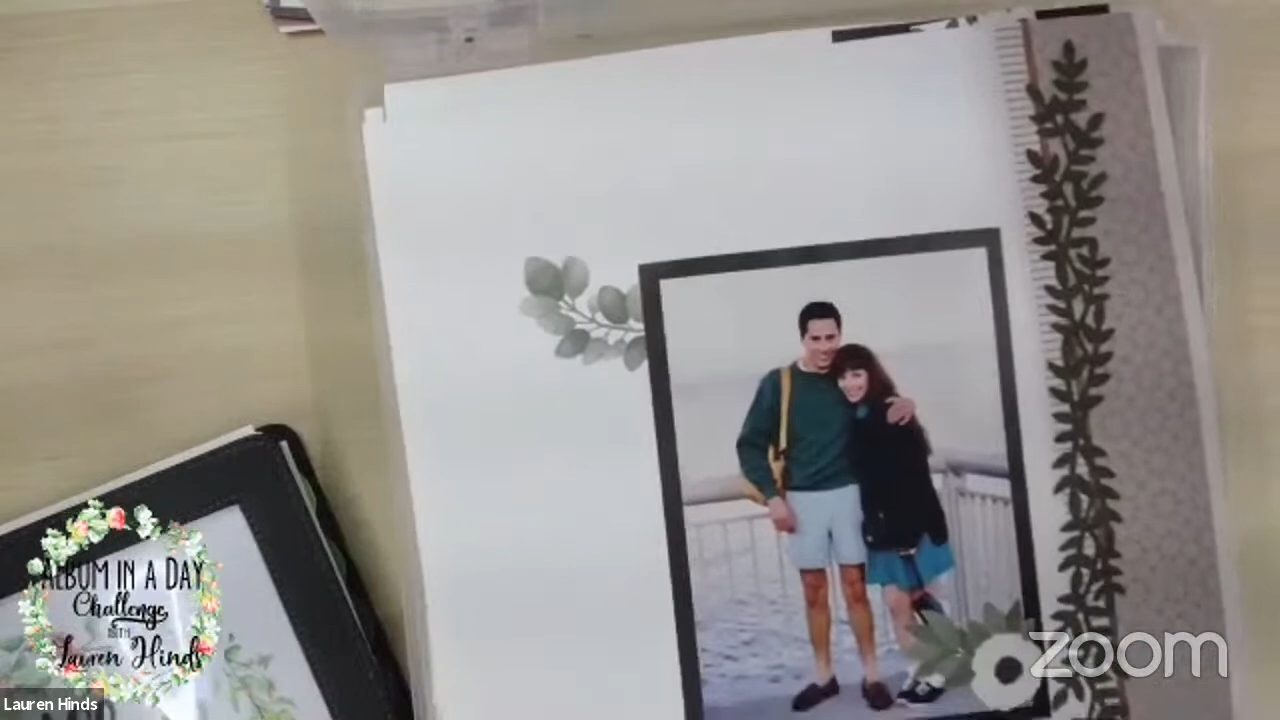 ALBUM IN A DAY
Challenge
WITH
Lauren Hinds
Lauren Hinds
zoom